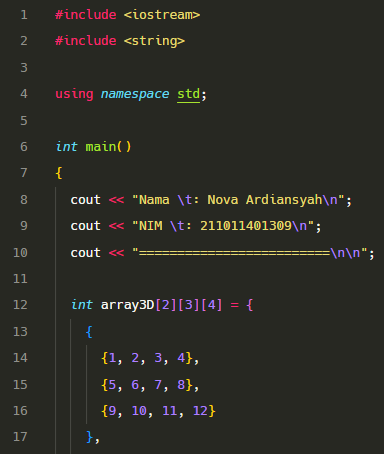 1 #include <iostream>
2 #include <string>
3
4 using namespace std;
5
6 int main()
7 {
8 cout << "Nama \t: Nova Ardiansyah\n";
9 cout << "NIM \t: 211011401309\n";
10 cout << "=========================\n\n";
11
12 int array3D[2][3][4] = {
13 {
14 {1, 2, 3, 4},
15 {5, 6, 7, 8},
16 {9, 10, 11, 12}
17 },